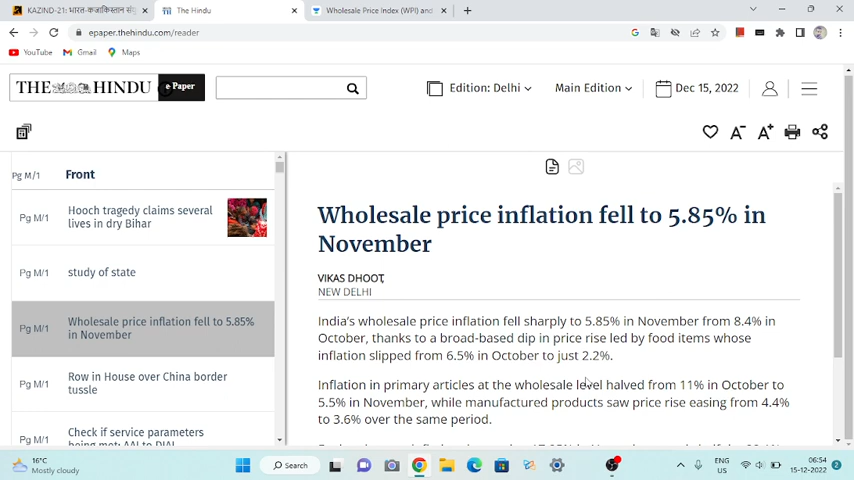 KAZIND-21: भारत-कजाकिस्तान संयु
The Hindu
Wholesale Price Index (WPI) and
epaper.thehindu.com/reader
YouTube
Gmail
Maps
THE HINDU
e Paper
Edition: Delhi
Main Edition
Dec 15, 2022
A-
A+
Pg M/1
Front
Pg M/1
Hooch tragedy claims several
lives in dry Bihar
Pg M/1
study of state
Pg M/1
Wholesale price inflation fell to 5.85%
in November
Pg M/1
Row in House over China border
tussle
Pg M/1
Check if service parameters
being met: AAI to DIAL
Wholesale price inflation fell to 5.85% in
November
VIKAS DHOOT,
NEW DELHI
India's wholesale price inflation fell sharply to 5.85% in November from 8.4% in
October, thanks to a broad-based dip in price rise led by food items whose
inflation slipped from 6.5% in October to just 2.2%.
Inflation in primary articles at the wholesale level halved from 11% in October to
5.5% in November, while manufactured products saw price rise easing from 4.4%
to 3.6% over the same period.
16°C
Mostly cloudy
Search
ENG
US
06:54
15-12-2022
2